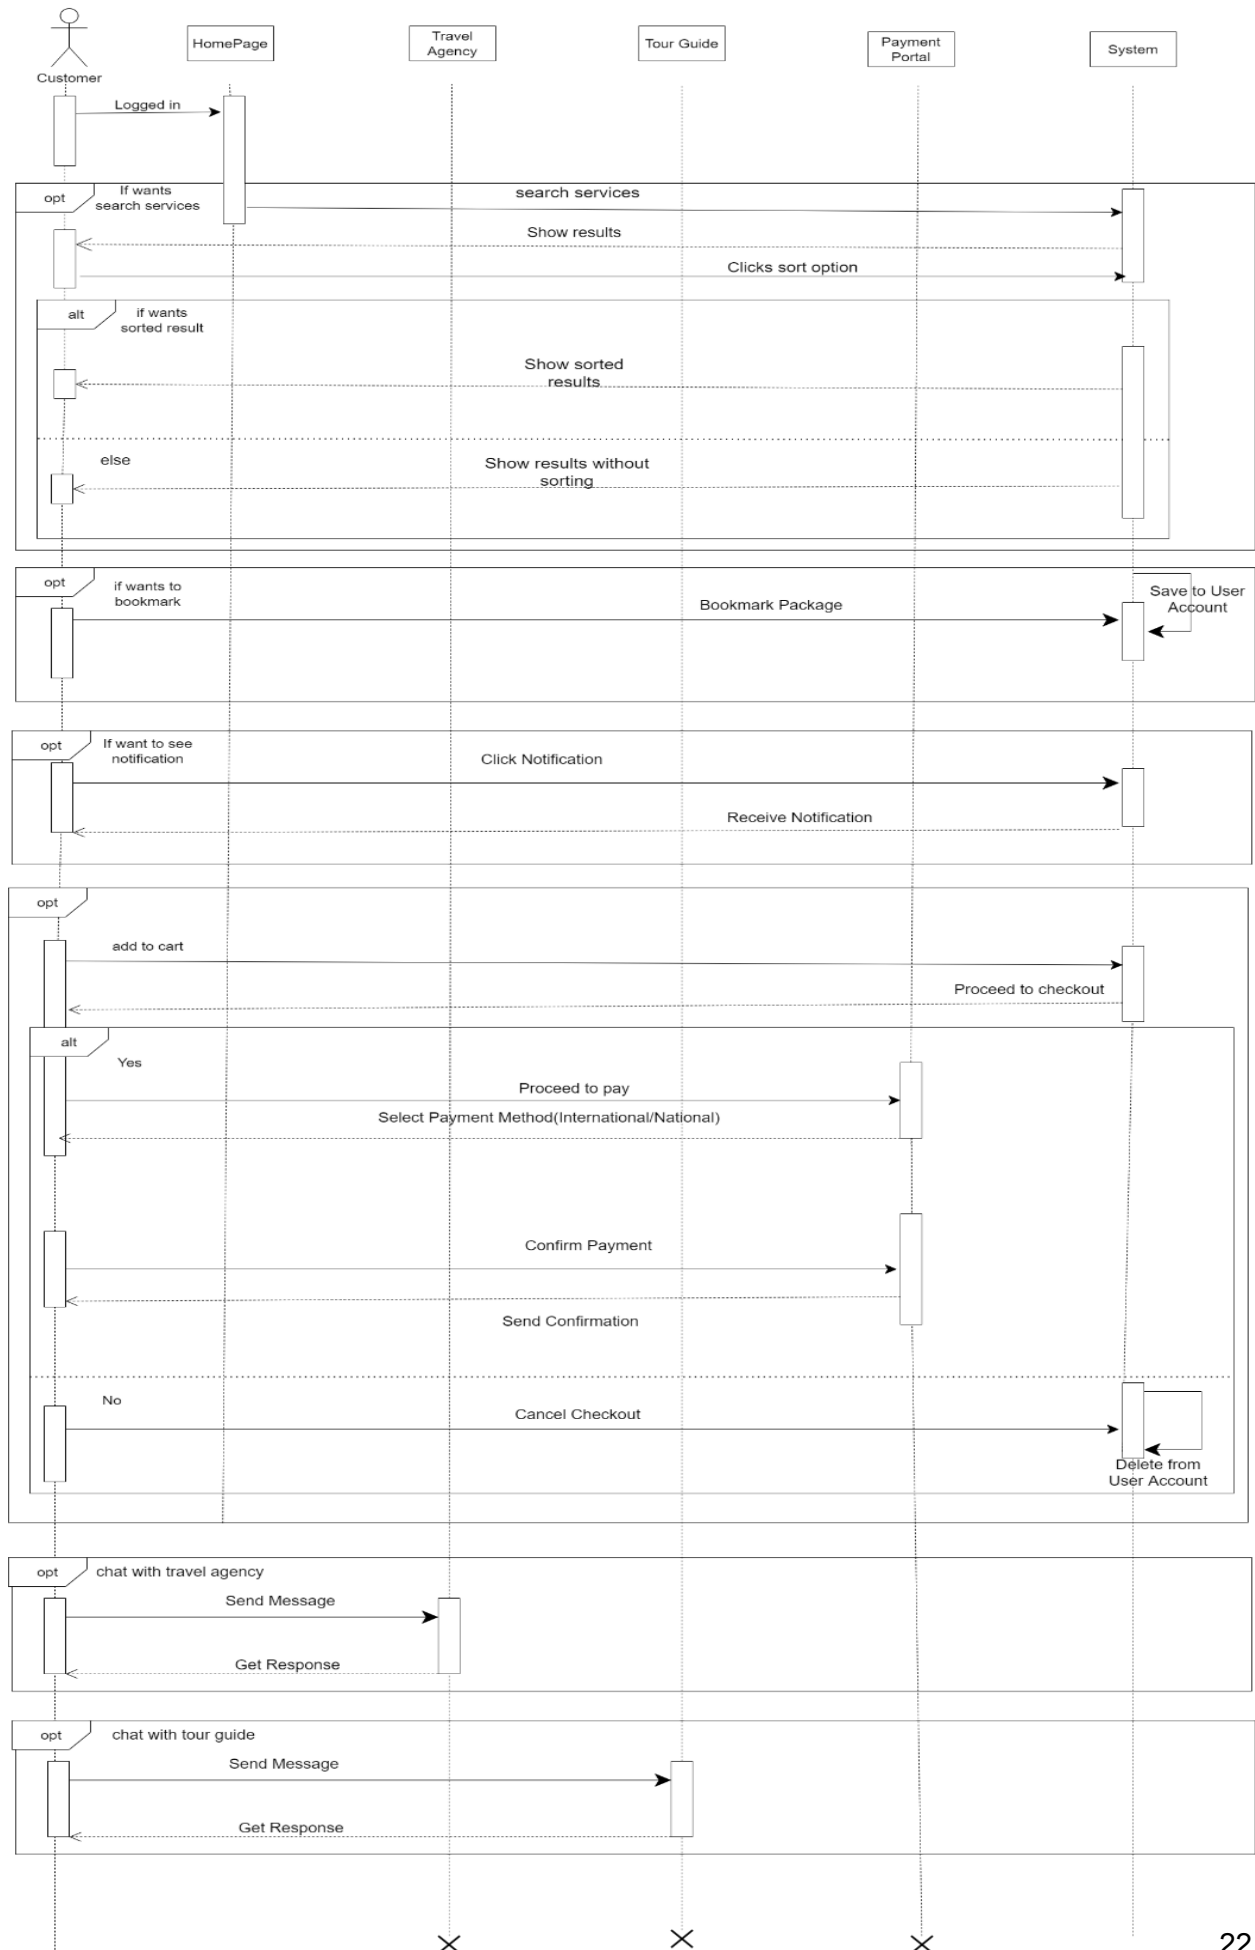 Customer
HomePage
Travel
Agency
Tour Guide
Payment
Portal
System
Logged in
opt
If wants
search services
search services
Show results
Clicks sort option
alt
if wants
sorted result
Show sorted
results
else
Show results without
sorting
opt
if wants to
bookmark
Bookmark Package
Save to User
Account
opt
If want to see
notification
Click Notification
Receive Notification
opt
add to cart
Proceed to checkout
alt
Yes
Proceed to pay
Select Payment Method(International/National)
Confirm Payment
Send Confirmation
No
Cancel Checkout
Delete from
User Account
opt
chat with travel agency
Send Message
Get Response
opt
chat with tour guide
Send Message
Get Response
22